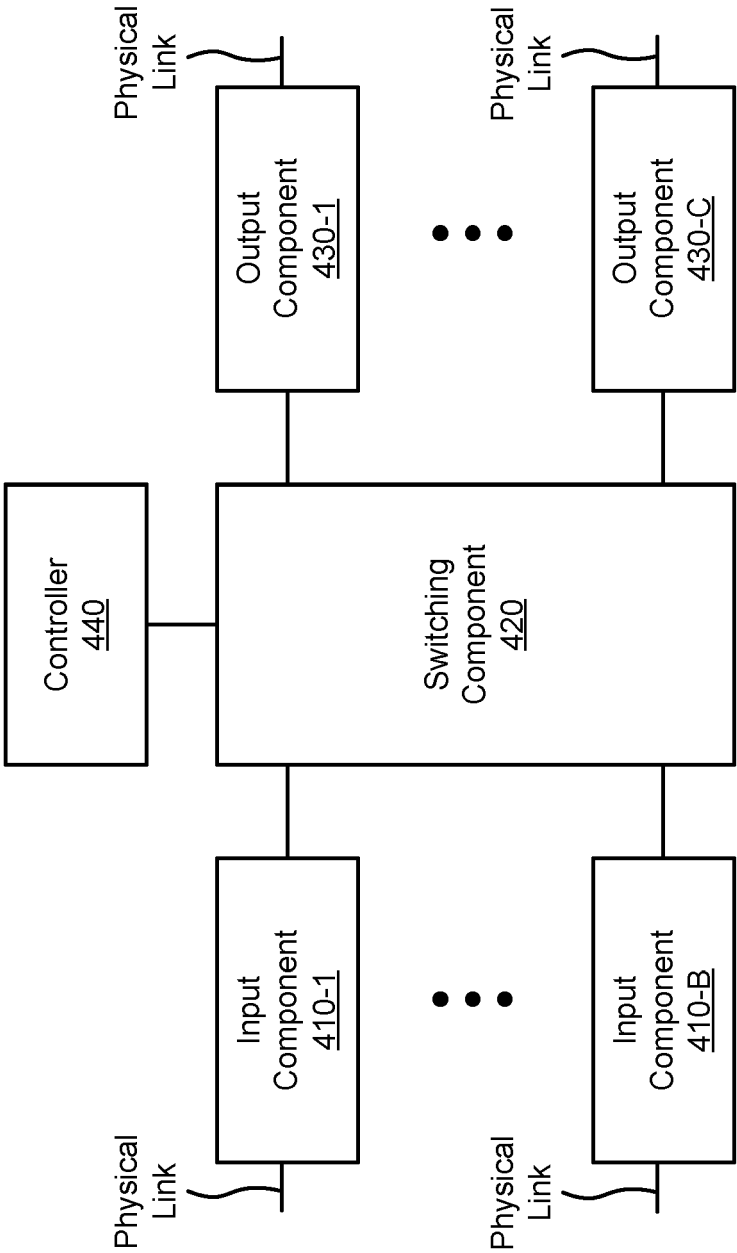 Controller
440
Physical
Link
Input
Component
410-1
Output
Component
430-1
Physical
Link
Switching
Component
420
Physical
Link
Input
Component
410-B
Output
Component
430-C
Physical
Link